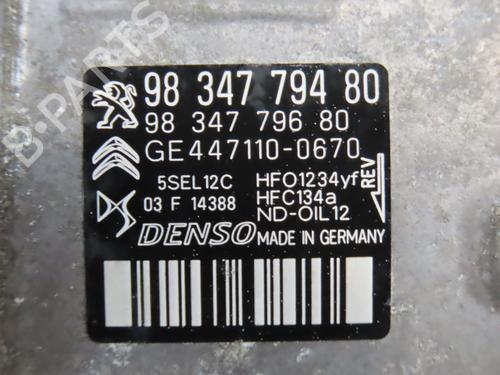 98 347 794 80
98 347 796 80
GE447110-0670
5SEL12C HFO1234yf
03 F 14388 HFC134a
ND-OIL12
REV
DENSO MADE IN GERMANY
B-PARTS